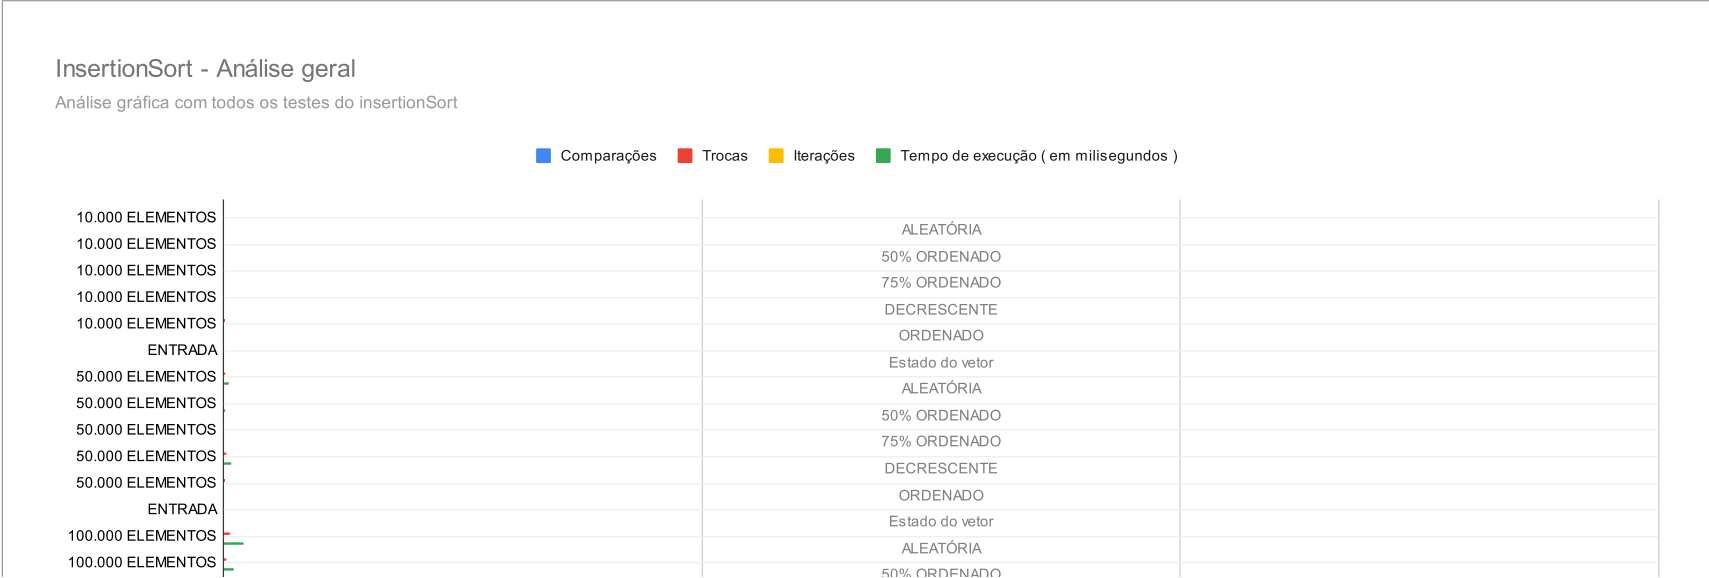 InsertionSort - Análise geral
Análise gráfica com todos os testes do insertionSort
Comparações Trocas Iterações Tempo de execução ( em milisegundos )
10.000 ELEMENTOS
ALEATÓRIA
10.000 ELEMENTOS
50% ORDENADO
10.000 ELEMENTOS
75% ORDENADO
10.000 ELEMENTOS
DECRESCENTE
10.000 ELEMENTOS
ORDENADO
ENTRADA
Estado do vetor
50.000 ELEMENTOS
ALEATÓRIA
50.000 ELEMENTOS
50% ORDENADO
50.000 ELEMENTOS
75% ORDENADO
50.000 ELEMENTOS
DECRESCENTE
50.000 ELEMENTOS
ORDENADO
ENTRADA
Estado do vetor
100.000 ELEMENTOS
ALEATÓRIA
100.000 ELEMENTOS
50% ORDENADO